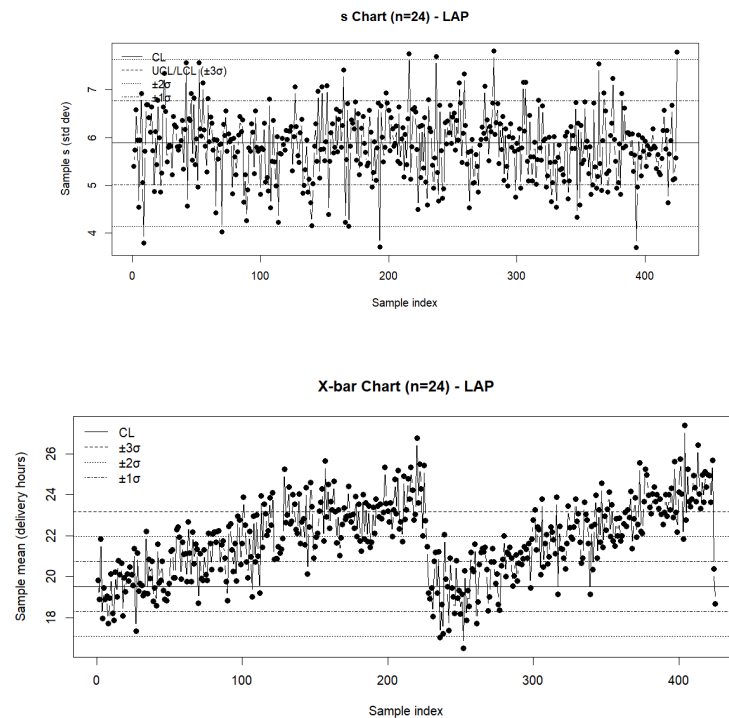 s Chart (n=24) - LAP
CL
UCL/LCL (±3σ)
±2σ
±1σ
7
6
5
4
Sample s (std dev)
0 100 200 300 400
Sample index
X-bar Chart (n=24) - LAP
CL
±3σ
±2σ
±1σ
26
24
22
20
18
Sample mean (delivery hours)
0 100 200 300 400
Sample index